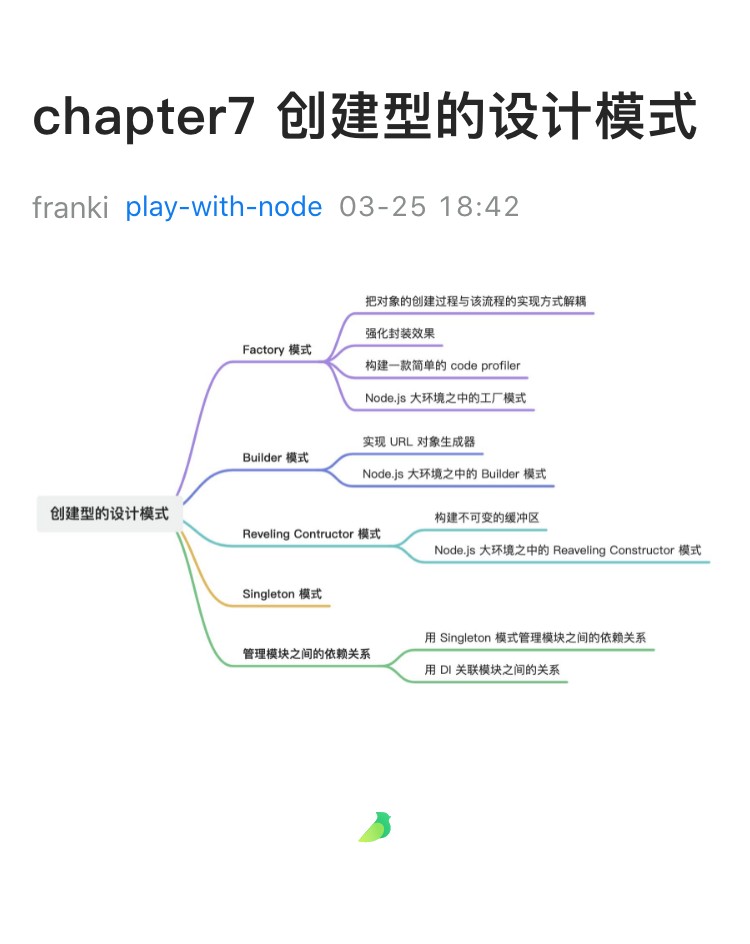 chapter7 创建型的设计模式
franki play-with-node 03-25 18:42
创建型的设计模式
Factory 模式
把对象的创建过程与该流程的实现方式解耦
强化封装效果
构建一款简单的 code profiler
Node.js 大环境之中的工厂模式
Builder 模式
实现 URL 对象生成器
Node.js 大环境之中的 Builder 模式
Reveling Contructor 模式
构建不可变的缓冲区
Node.js 大环境之中的 Reaveling Constructor 模式
Singleton 模式
管理模块之间的依赖关系
用 Singleton 模式管理模块之间的依赖关系
用 DI 关联模块之间的关系